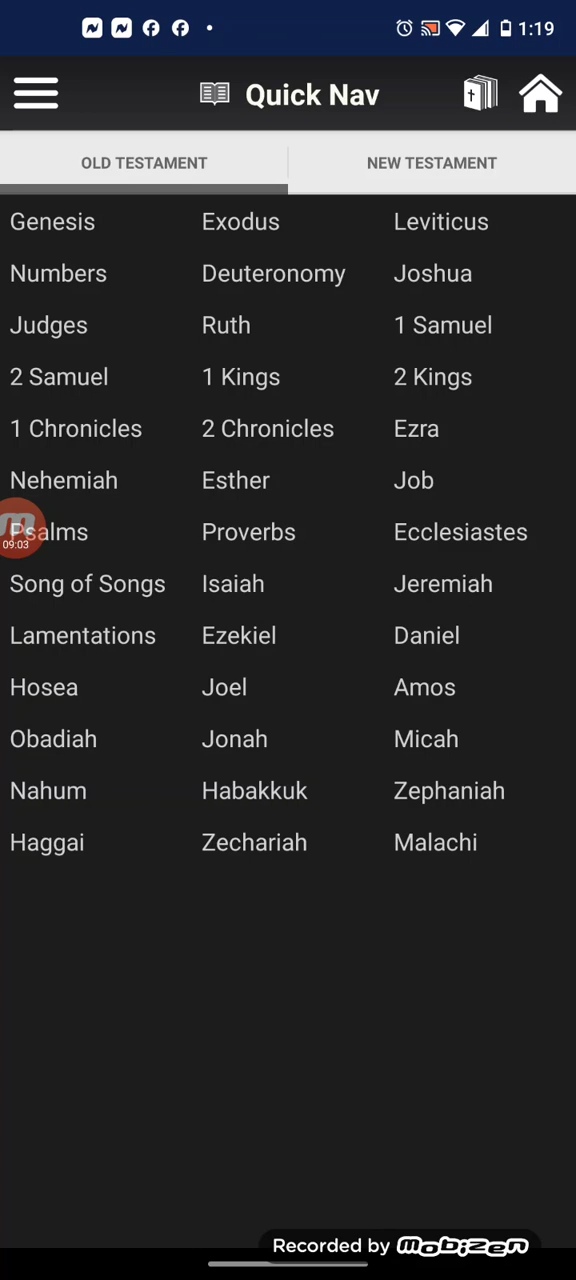 1:19
Quick Nav
OLD TESTAMENT NEW TESTAMENT
Genesis Exodus Leviticus
Numbers Deuteronomy Joshua
Judges Ruth 1 Samuel
2 Samuel 1 Kings 2 Kings
1 Chronicles 2 Chronicles Ezra
Nehemiah Esther Job
Psalms Proverbs Ecclesiastes
09:03
Song of Songs Isaiah Jeremiah
Lamentations Ezekiel Daniel
Hosea Joel Amos
Obadiah Jonah Micah
Nahum Habakkuk Zephaniah
Haggai Zechariah Malachi
Recorded by mobizen